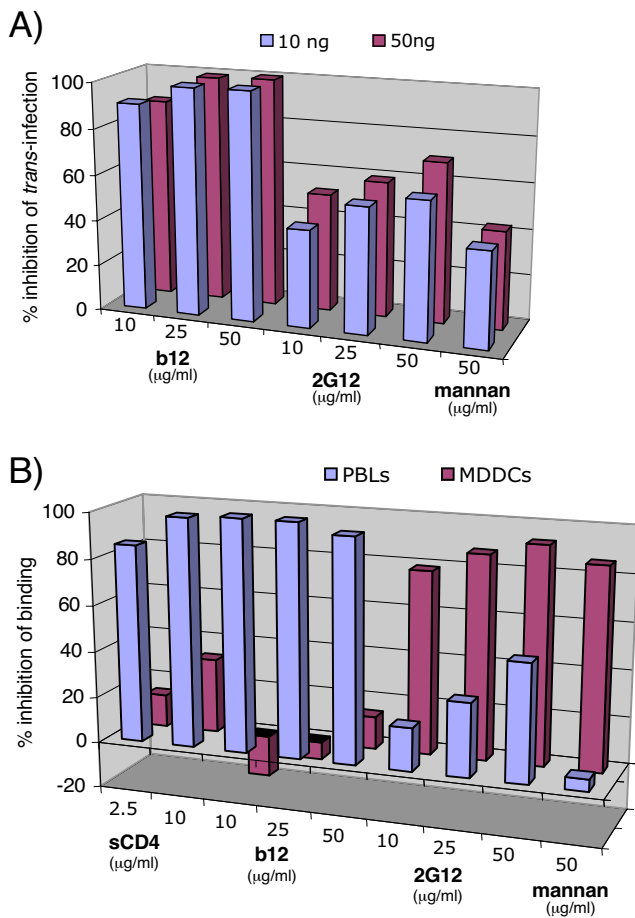 A)
10 ng 50ng
% inhibition of trans-infection
100
80
60
40
20
0
10 25 50 10 25 50 50
b12 2G12 mannan
(µg/ml) (µg/ml) (µg/ml)
B)
PBLs MDDCs
% inhibition of binding
100
80
60
40
20
0
-20
2.5 10 10 25 50 10 25 50 50
sCD4 b12 2G12 mannan
(µg/ml) (µg/ml) (µg/ml) (µg/ml)